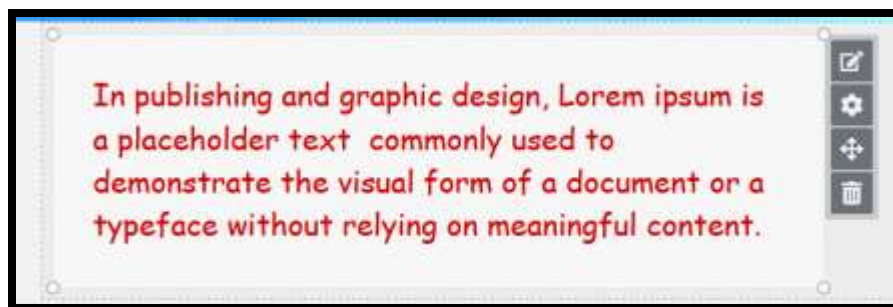 In publishing and graphic design, Lorem ipsum is
a placeholder text  commonly used to
demonstrate the visual form of a document or a
typeface without relying on meaningful content.